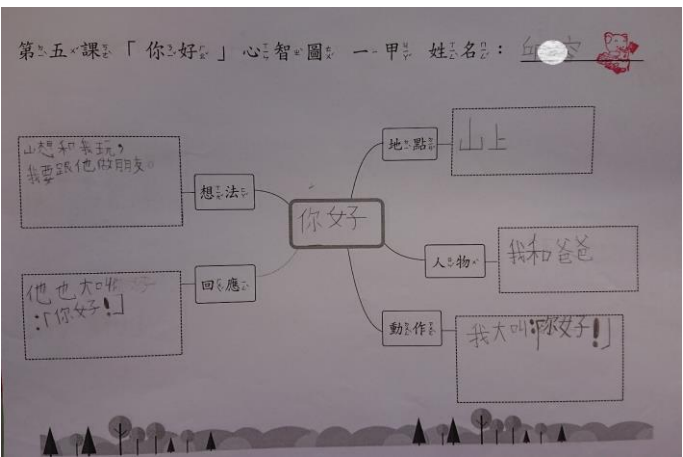 第五課「你好」心智圖 一甲 姓名：
地點
山上
山想和我玩，
我要跟他做朋友。
想法
你好
人物
我和爸爸
回應
他也大叫
：「你好！」
動作
我大叫：「你好！」